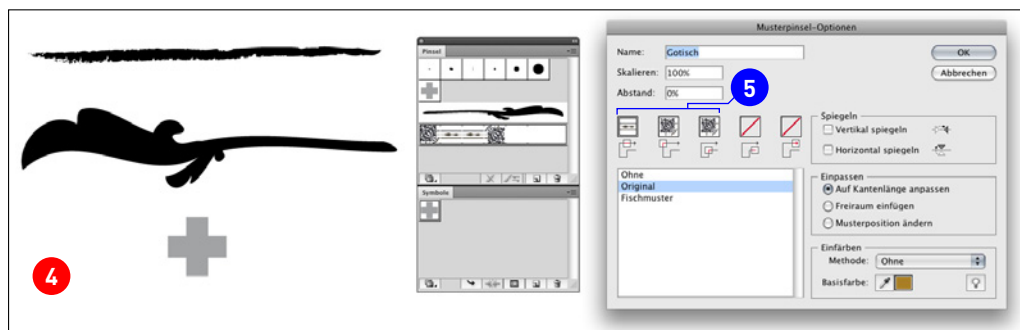 4
Pinsel
Symbole
Musterpinsel-Optionen
Name: Gotisch
Skalieren: 100%
Abstand: 0%
OK
Abbrechen
5
Spiegeln
Vertikal spiegeln
Horizontal spiegeln
Ohne
Original
Fischmuster
Einpassen
Auf Kantenlänge anpassen
Freiraum einfügen
Musterposition ändern
Einfärben
Methode: Ohne
Basisfarbe: